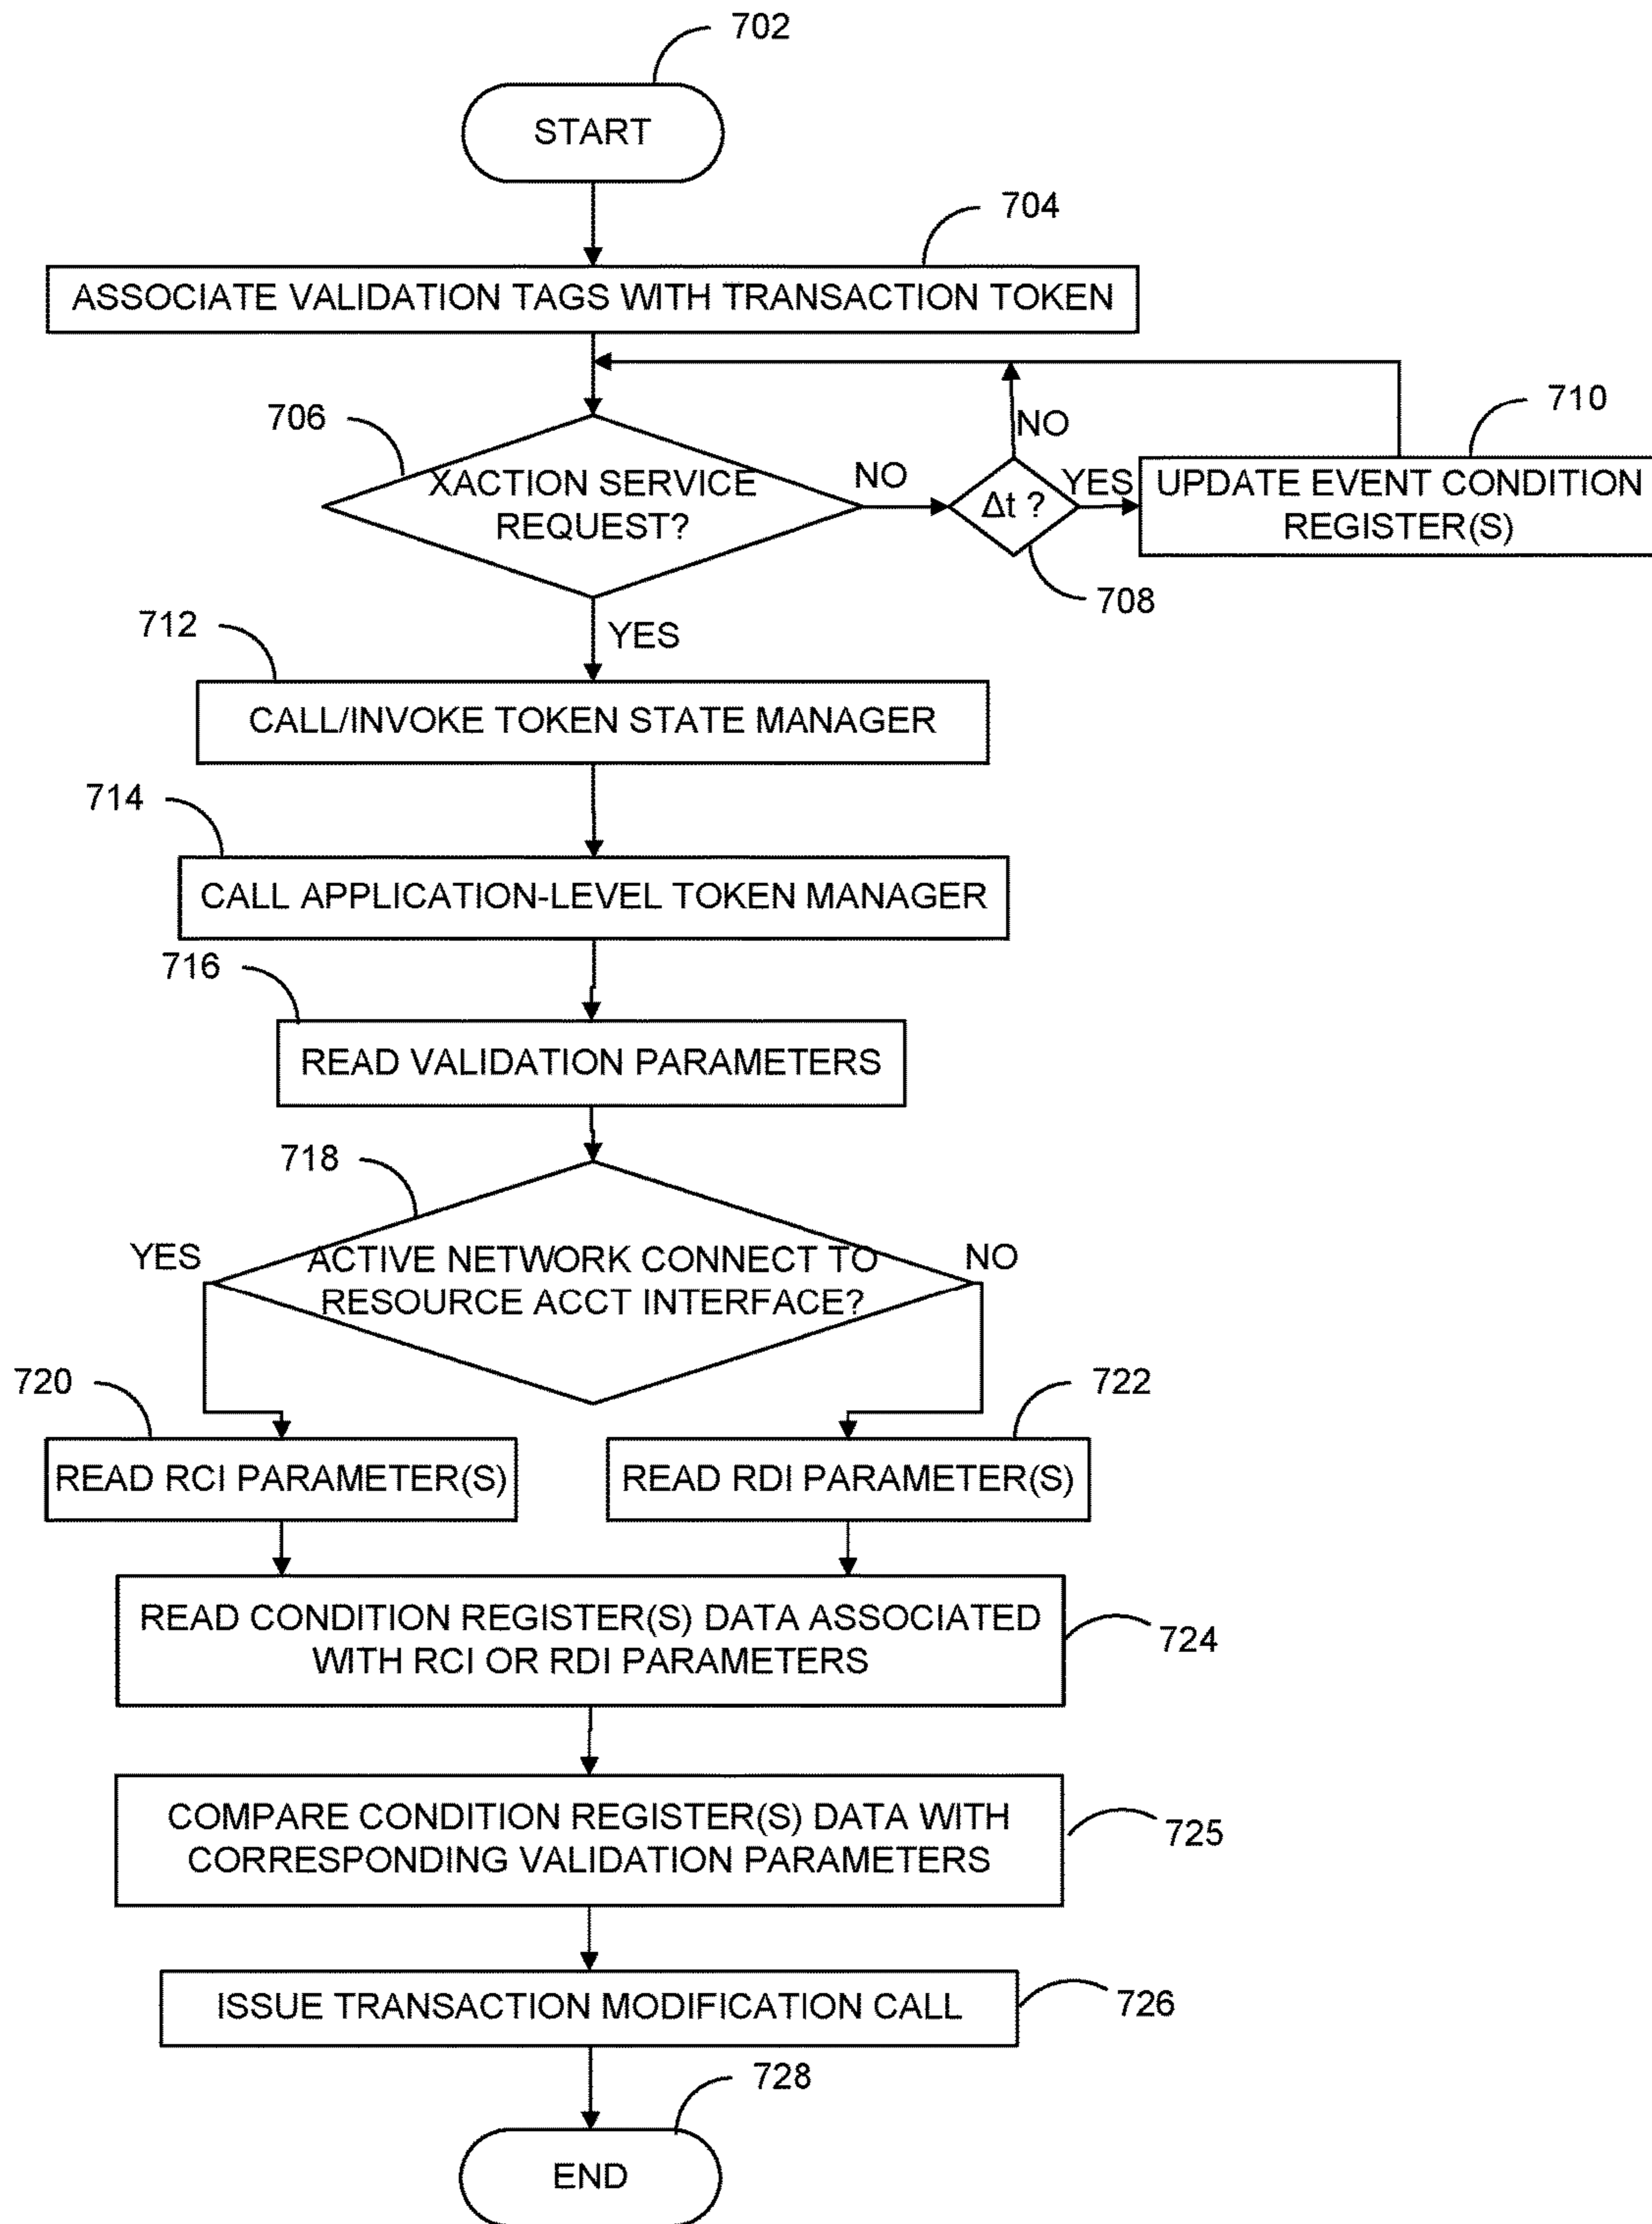 702
START
704
ASSOCIATE VALIDATION TAGS WITH TRANSACTION TOKEN
706
XACTION SERVICE
REQUEST?
NO
Δt ?
NO
YES
708
710
UPDATE EVENT CONDITION
REGISTER(S)
YES
712
CALL/INVOKE TOKEN STATE MANAGER
714
CALL APPLICATION-LEVEL TOKEN MANAGER
716
READ VALIDATION PARAMETERS
718
YES
ACTIVE NETWORK CONNECT TO
RESOURCE ACCT INTERFACE?
NO
720
READ RCI PARAMETER(S)
722
READ RDI PARAMETER(S)
READ CONDITION REGISTER(S) DATA ASSOCIATED
WITH RCI OR RDI PARAMETERS
724
COMPARE CONDITION REGISTER(S) DATA WITH
CORRESPONDING VALIDATION PARAMETERS
725
ISSUE TRANSACTION MODIFICATION CALL
726
728
END